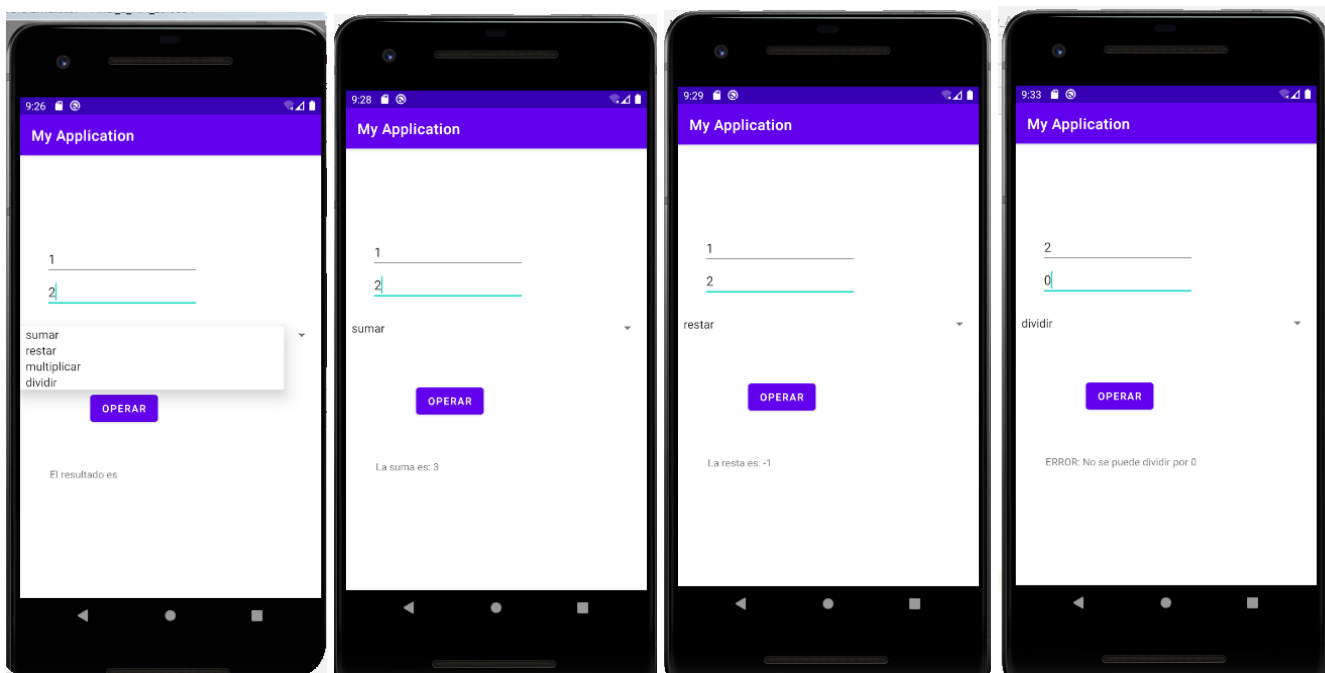 9:26
My Application
1
2
sumar
restar
multiplicar
dividir
OPERAR
El resultado es
9:28
My Application
1
2
sumar
OPERAR
La suma es: 3
9:29
My Application
1
2
restar
OPERAR
La resta es: -1
9:33
My Application
2
0
dividir
OPERAR
ERROR: No se puede dividir por 0